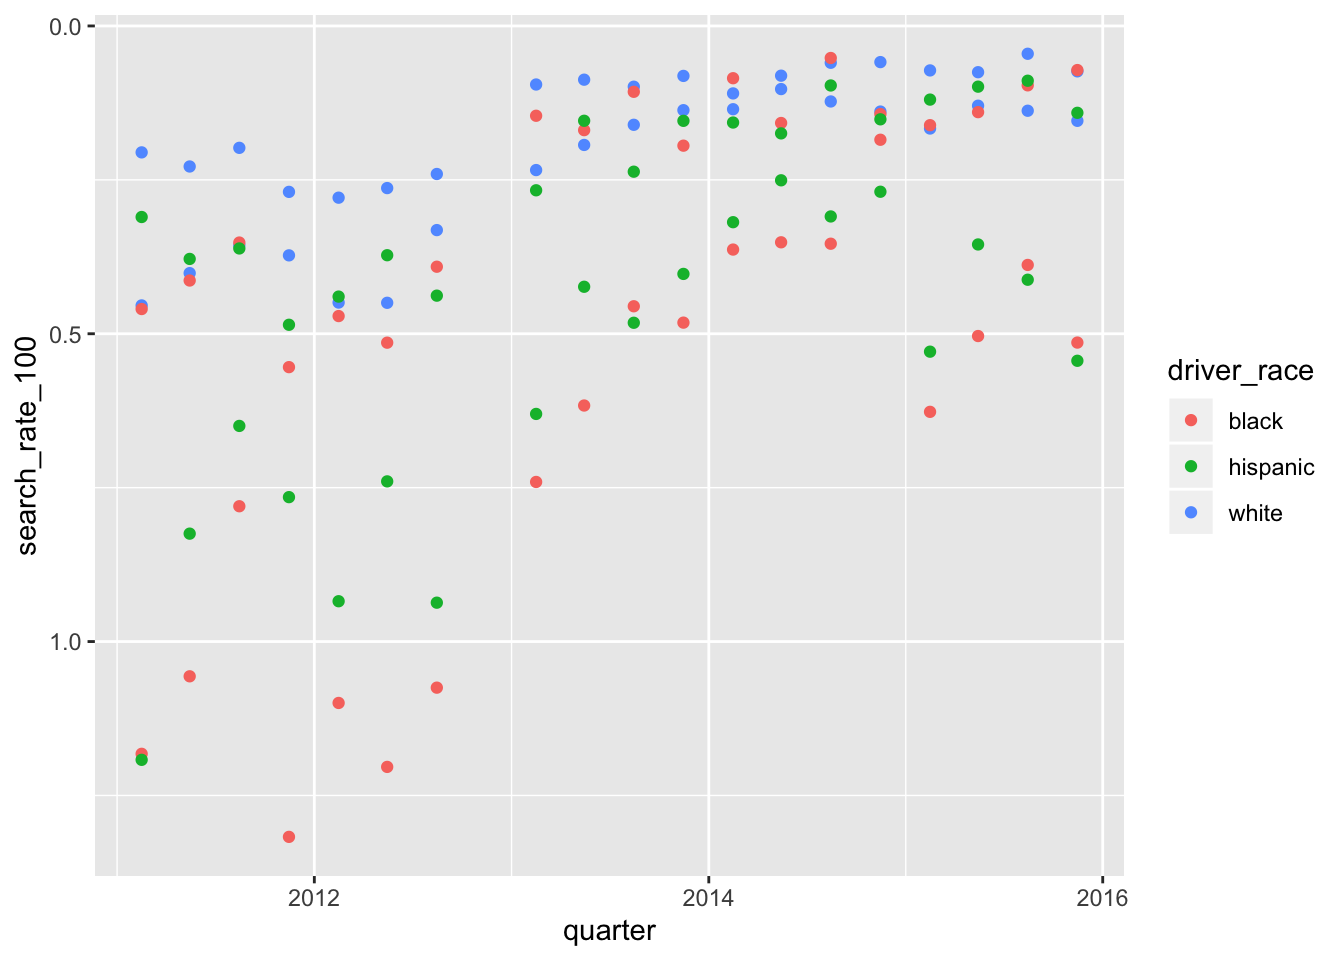 0.0
0.5
1.0
search_rate_100
2012
2014
2016
quarter
driver_race
black
hispanic
white